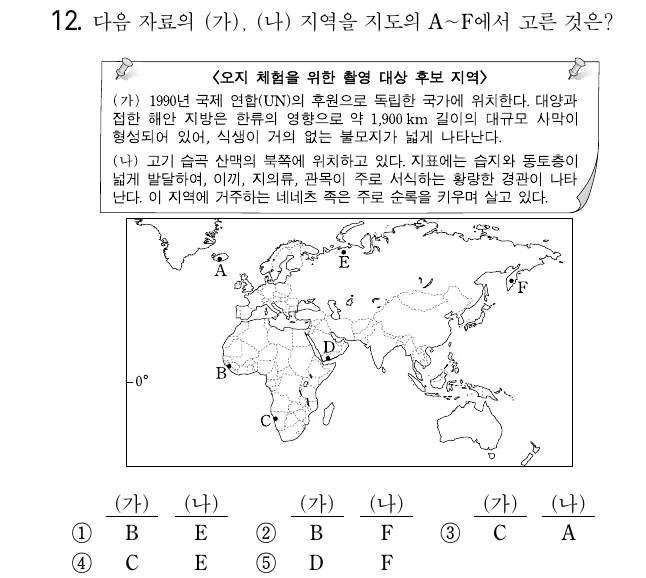 12. 다음 자료의 (가), (나) 지역을 지도의 A~F에서 고른 것은?
<오지 체험을 위한 촬영 대상 후보 지역>
(가) 1990년 국제 연합(UN)의 후원으로 독립한 국가에 위치한다. 대양과
접한 해안 지방은 한류의 영향으로 약 1,900 km 길이의 대규모 사막이
형성되어 있어, 식생이 거의 없는 불모지가 넓게 나타난다.
(나) 고기 습곡 산맥의 북쪽에 위치하고 있다. 지표에는 습지와 동토층이
넓게 발달하여, 이끼, 지의류, 관목이 주로 서식하는 황량한 경관이 나타
난다. 이 지역에 거주하는 네네츠 족은 주로 순록을 키우며 살고 있다.
A
E
F
D
B
0°
C
(가) (나) (가) (나) (가) (나)
① B E ② B F ③ C A
④ C E ⑤ D F